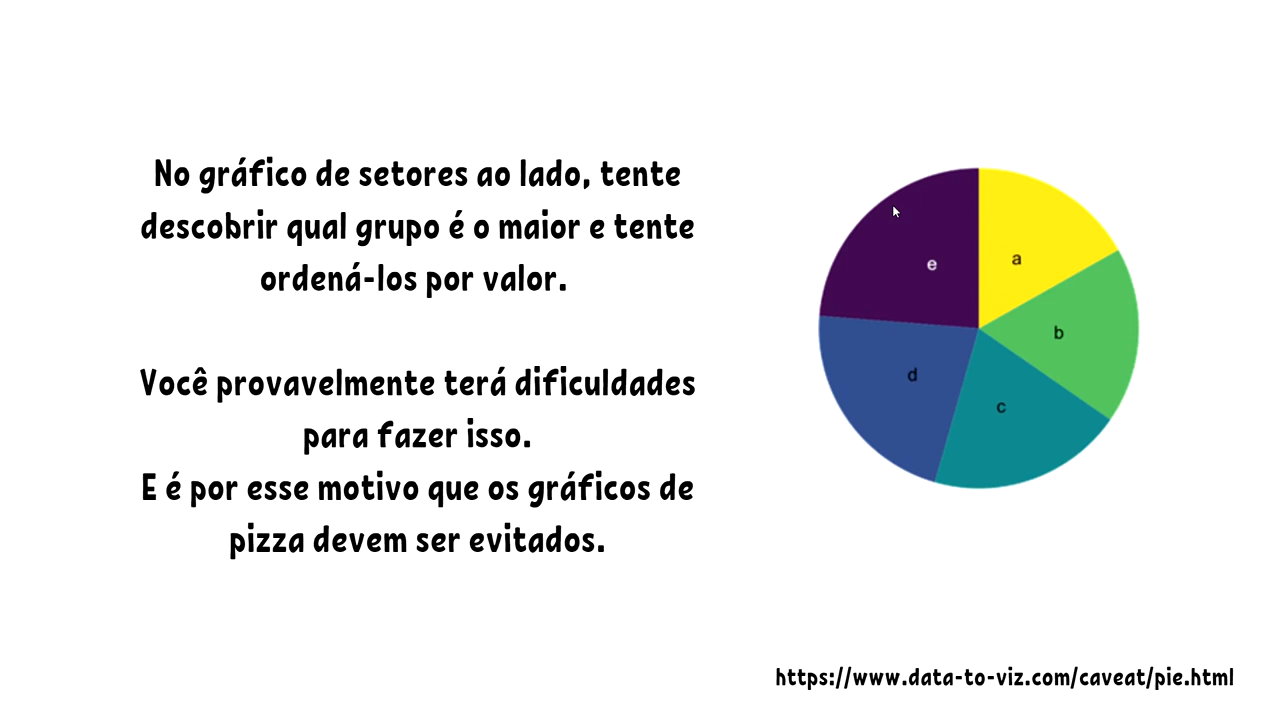 No gráfico de setores ao lado, tente
descobrir qual grupo é o maior e tente
ordená-los por valor.
Você provavelmente terá dificuldades
para fazer isso.
E é por esse motivo que os gráficos de
pizza devem ser evitados.
a
e
b
d
c
https://www.data-to-viz.com/caveat/pie.html